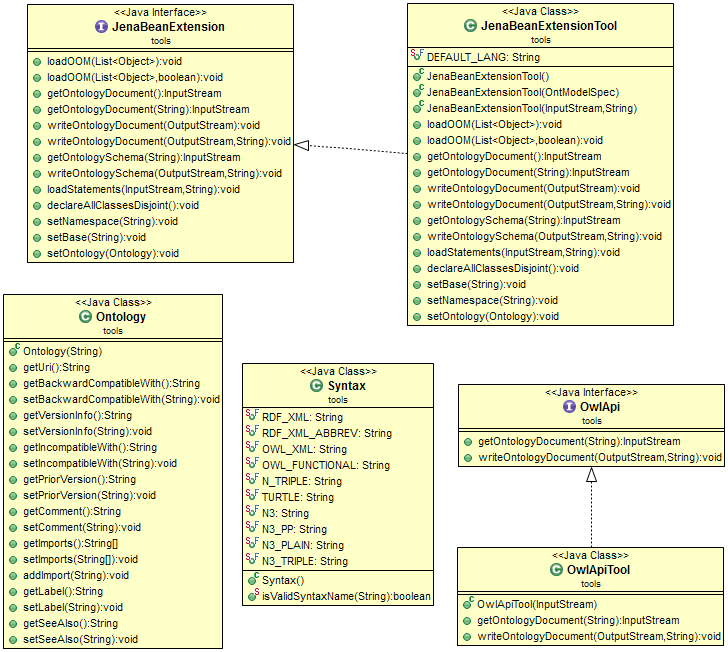 <<Java Interface>>
JenaBeanExtension
tools
loadOOM(List<Object>):void
loadOOM(List<Object>,boolean):void
getOntologyDocument():InputStream
getOntologyDocument(String):InputStream
writeOntologyDocument(OutputStream):void
writeOntologyDocument(OutputStream,String):void
getOntologySchema(String):InputStream
writeOntologySchema(OutputStream,String):void
loadStatements(InputStream,String):void
declareAllClassesDisjoint():void
setNamespace(String):void
setBase(String):void
setOntology(Ontology):void
<<Java Class>>
JenaBeanExtensionTool
tools
DEFAULT_LANG: String
JenaBeanExtensionTool()
JenaBeanExtensionTool(OntModelSpec)
JenaBeanExtensionTool(InputStream,String)
loadOOM(List<Object>):void
loadOOM(List<Object>,boolean):void
getOntologyDocument():InputStream
getOntologyDocument(String):InputStream
writeOntologyDocument(OutputStream):void
writeOntologyDocument(OutputStream,String):void
getOntologySchema(String):InputStream
writeOntologySchema(OutputStream,String):void
loadStatements(InputStream,String):void
declareAllClassesDisjoint():void
setBase(String):void
setNamespace(String):void
setOntology(Ontology):void
<<Java Class>>
Ontology
tools
Ontology(String)
getUri():String
getBackwardCompatibleWith():String
setBackwardCompatibleWith(String):void
getVersionInfo():String
setVersionInfo(String):void
getIncompatibleWith():String
setIncompatibleWith(String):void
getPriorVersion():String
setPriorVersion(String):void
getComment():String
setComment(String):void
getImports():String[]
setImports(String[]):void
addImport(String):void
getLabel():String
setLabel(String):void
getSeeAlso():String
setSeeAlso(String):void
<<Java Class>>
Syntax
tools
RDF_XML: String
RDF_XML_ABBREV: String
OWL_XML: String
OWL_FUNCTIONAL: String
N_TRIPLE: String
TURTLE: String
N3: String
N3_PP: String
N3_PLAIN: String
N3_TRIPLE: String
Syntax()
isValidSyntaxName(String):boolean
<<Java Interface>>
OwlApi
tools
getOntologyDocument(String):InputStream
writeOntologyDocument(OutputStream,String):void
<<Java Class>>
OwlApiTool
tools
OwlApiTool(InputStream)
getOntologyDocument(String):InputStream
writeOntologyDocument(OutputStream,String):void